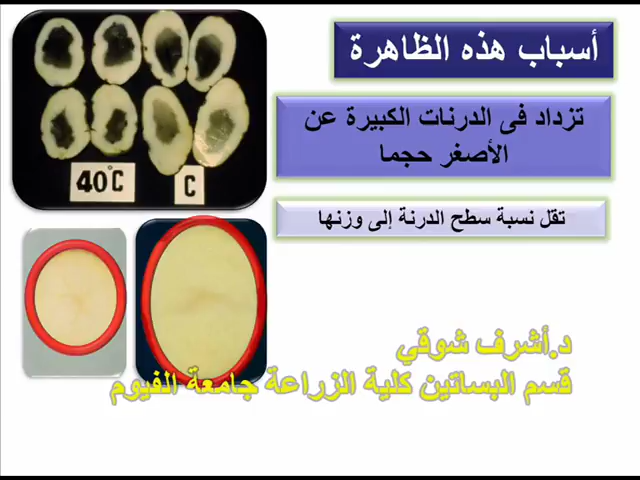 أسباب هذه الظاهرة
تزداد فى الدرنات الكبيرة عن
الأصغر حجما
تقل نسبة سطح الدرنة إلى وزنها
40°C
C
د.أشرف شوقي
قسم البساتين كلية الزراعة جامعة الفيوم